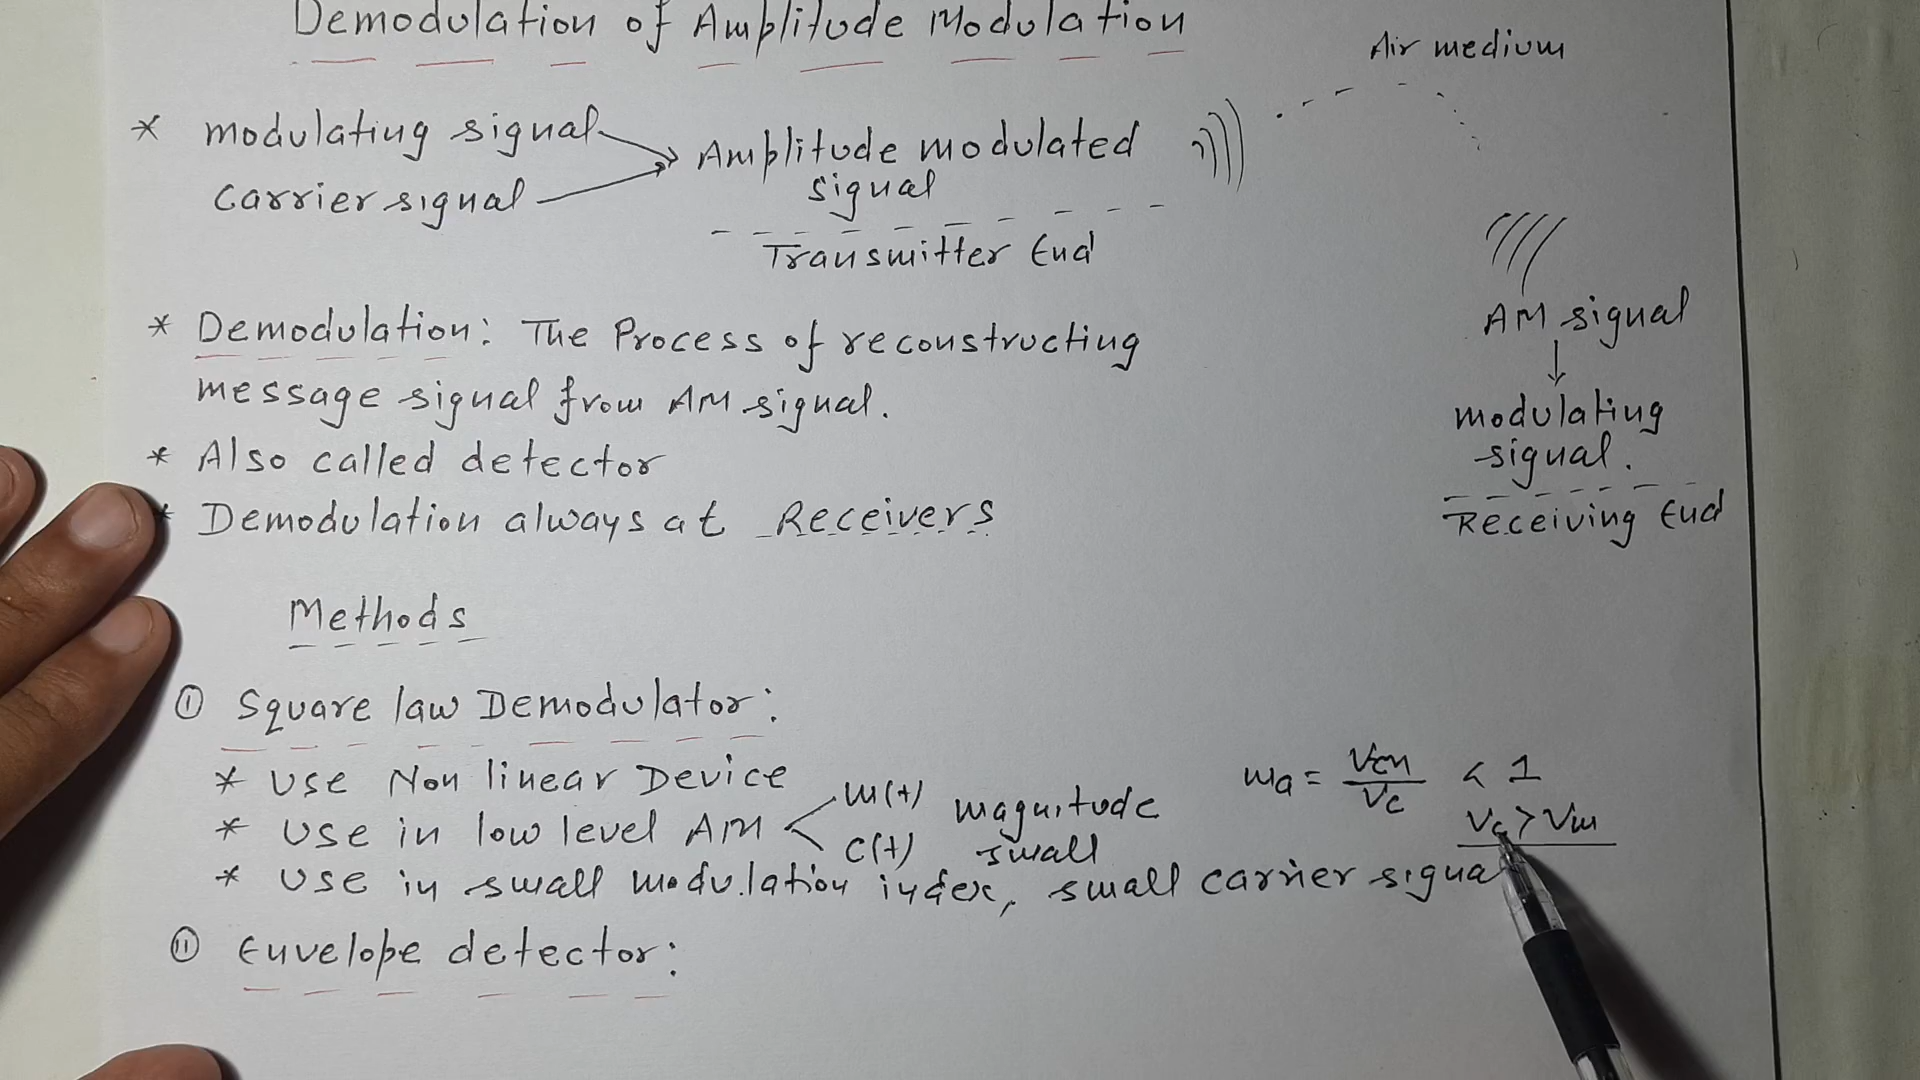 Demodulation of Amplitude Modulation
Air medium
* modulating signal
Carrier signal
Amplitude modulated
signal
Transmitter End
* Demodulation: The Process of reconstructing
message signal from AM signal.
* Also called detector
* Demodulation always at Receivers
AM signal
modulating
signal.
Receiving End
Methods
① Square law Demodulator:
* Use Non linear Device
* Use in low level AM
m(t) magnitude
c(t) small
ma = Vm/Vc < 1
Vc > Vm
* Use in small modulation index, small carrier signal
② Envelope detector: